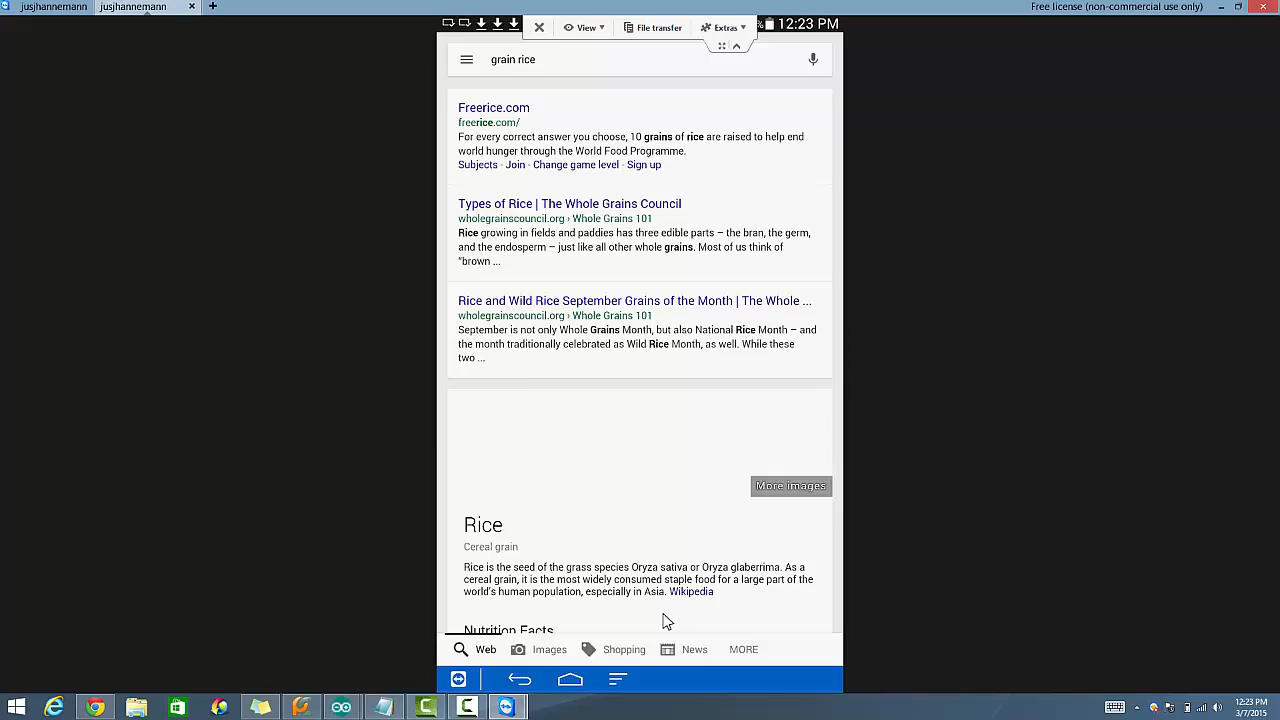 jusjhannemann
jusjhannemann
Free license (non-commercial use only)
View
File transfer
Extras
% 12:23 PM
grain rice
Freerice.com
freerice.com/
For every correct answer you choose, 10 grains of rice are raised to help end
world hunger through the World Food Programme.
Subjects - Join - Change game level - Sign up
Types of Rice | The Whole Grains Council
wholegrainscouncil.org › Whole Grains 101
Rice growing in fields and paddies has three edible parts – the bran, the germ,
and the endosperm – just like all other whole grains. Most of us think of
“brown ...
Rice and Wild Rice September Grains of the Month | The Whole ...
wholegrainscouncil.org › Whole Grains 101
September is not only Whole Grains Month, but also National Rice Month – and
the month traditionally celebrated as Wild Rice Month, as well. While these
two ...
More images
Rice
Cereal grain
Rice is the seed of the grass species Oryza sativa or Oryza glaberrima. As a
cereal grain, it is the most widely consumed staple food for a large part of the
world's human population, especially in Asia. Wikipedia
Nutrition Facts
Web Images Shopping News MORE
12:23 PM
3/7/2015